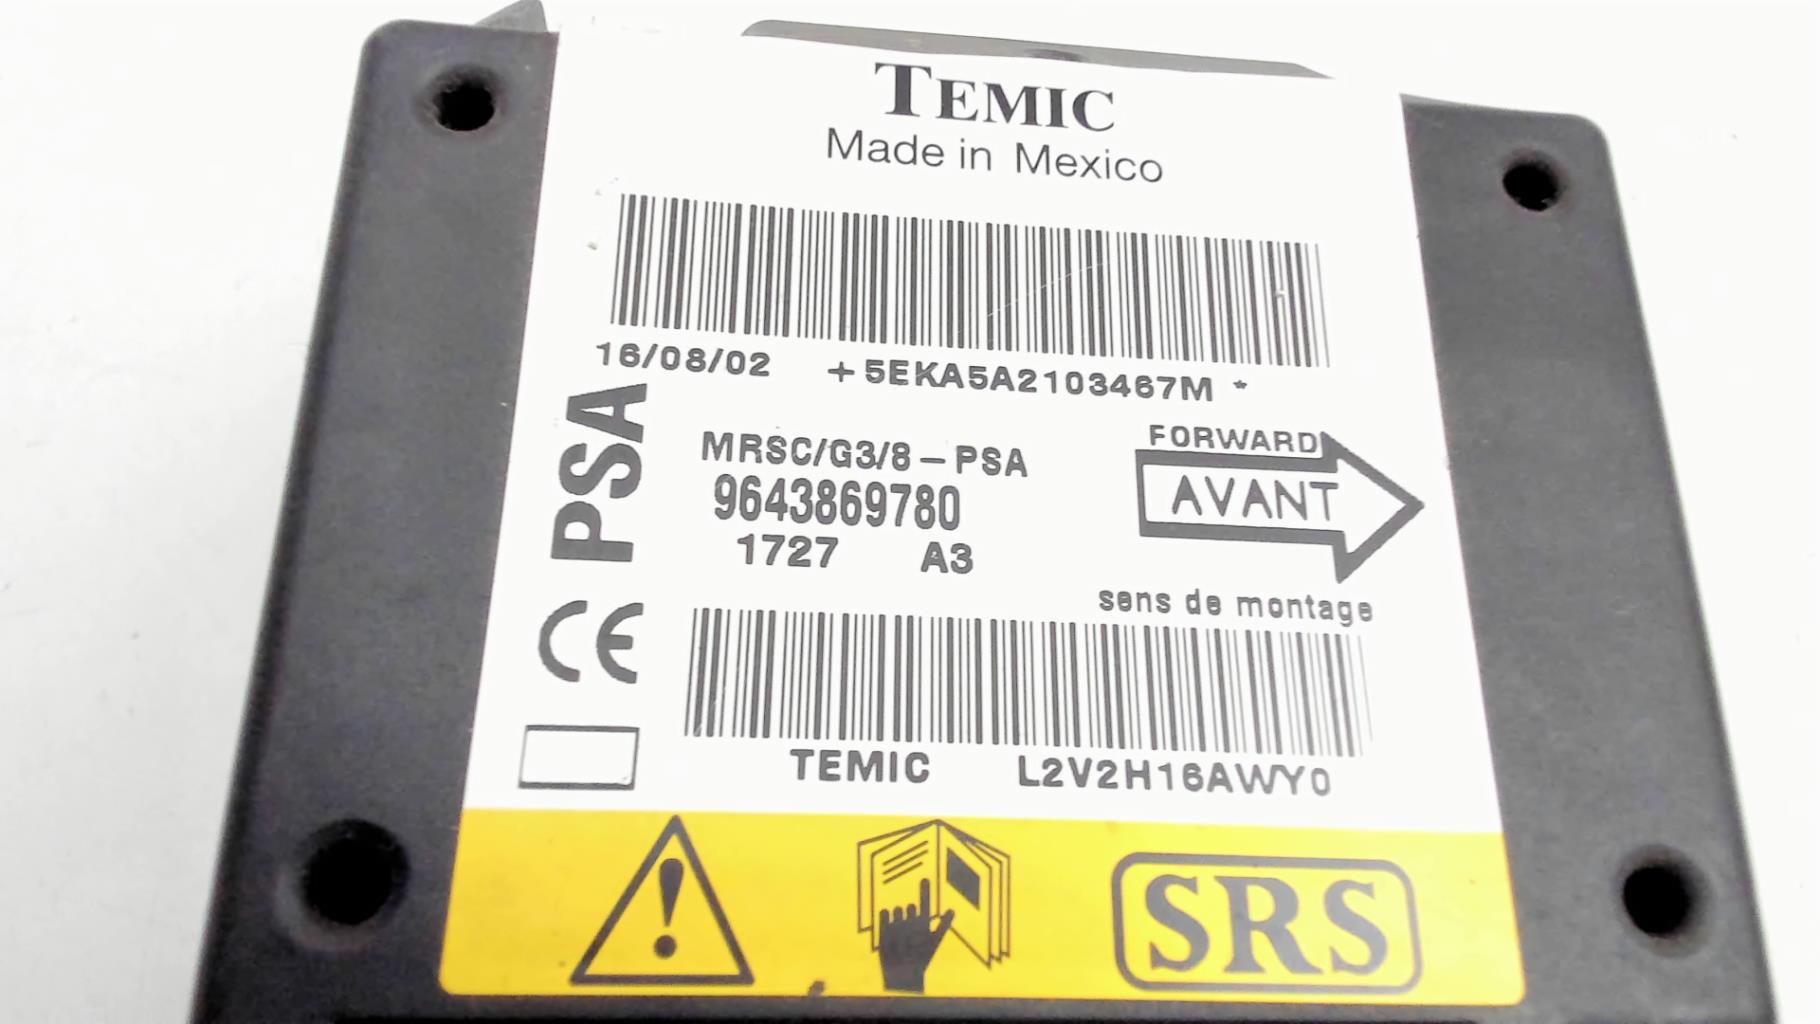 TEMIC
Made in Mexico
16/08/02 +5EKA5A2103467M *
PSA
MRSC/G3/8-PSA
9643869780
1727 A3
FORWARD
AVANT
sens de montage
CE
TEMIC L2V2H16AWY0
SRS